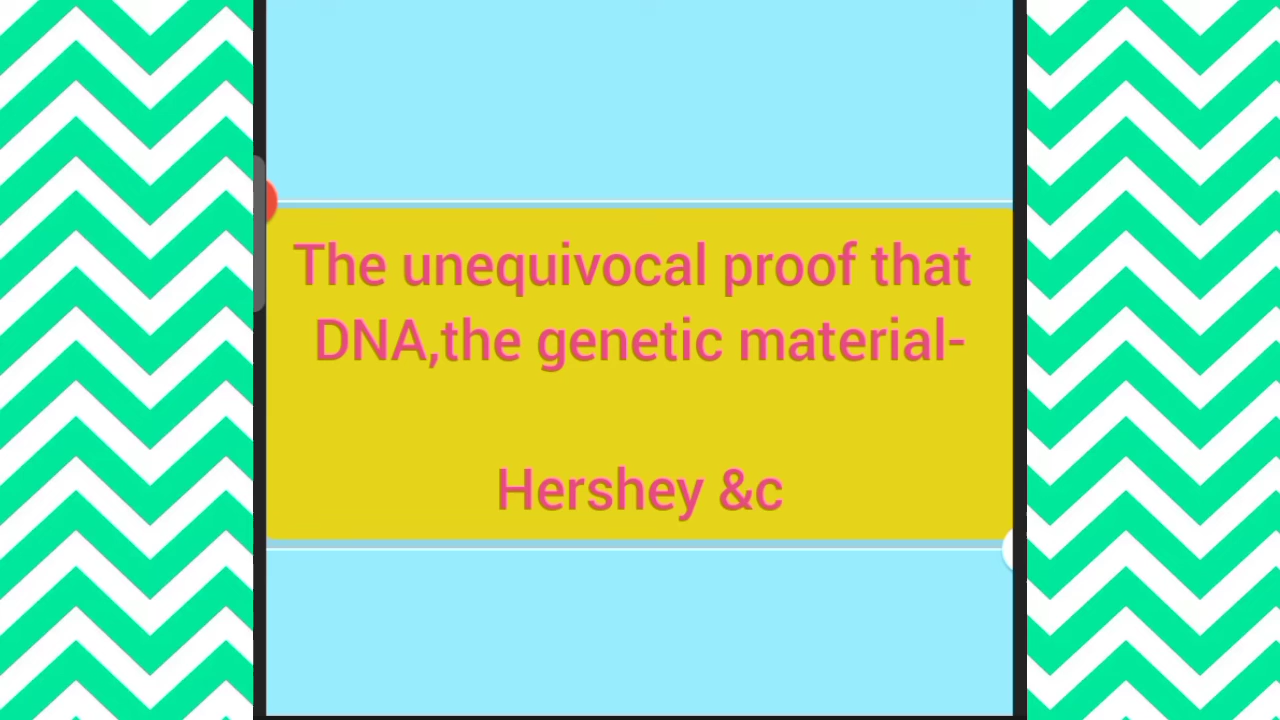 The unequivocal proof that
DNA,the genetic material-
Hershey &c